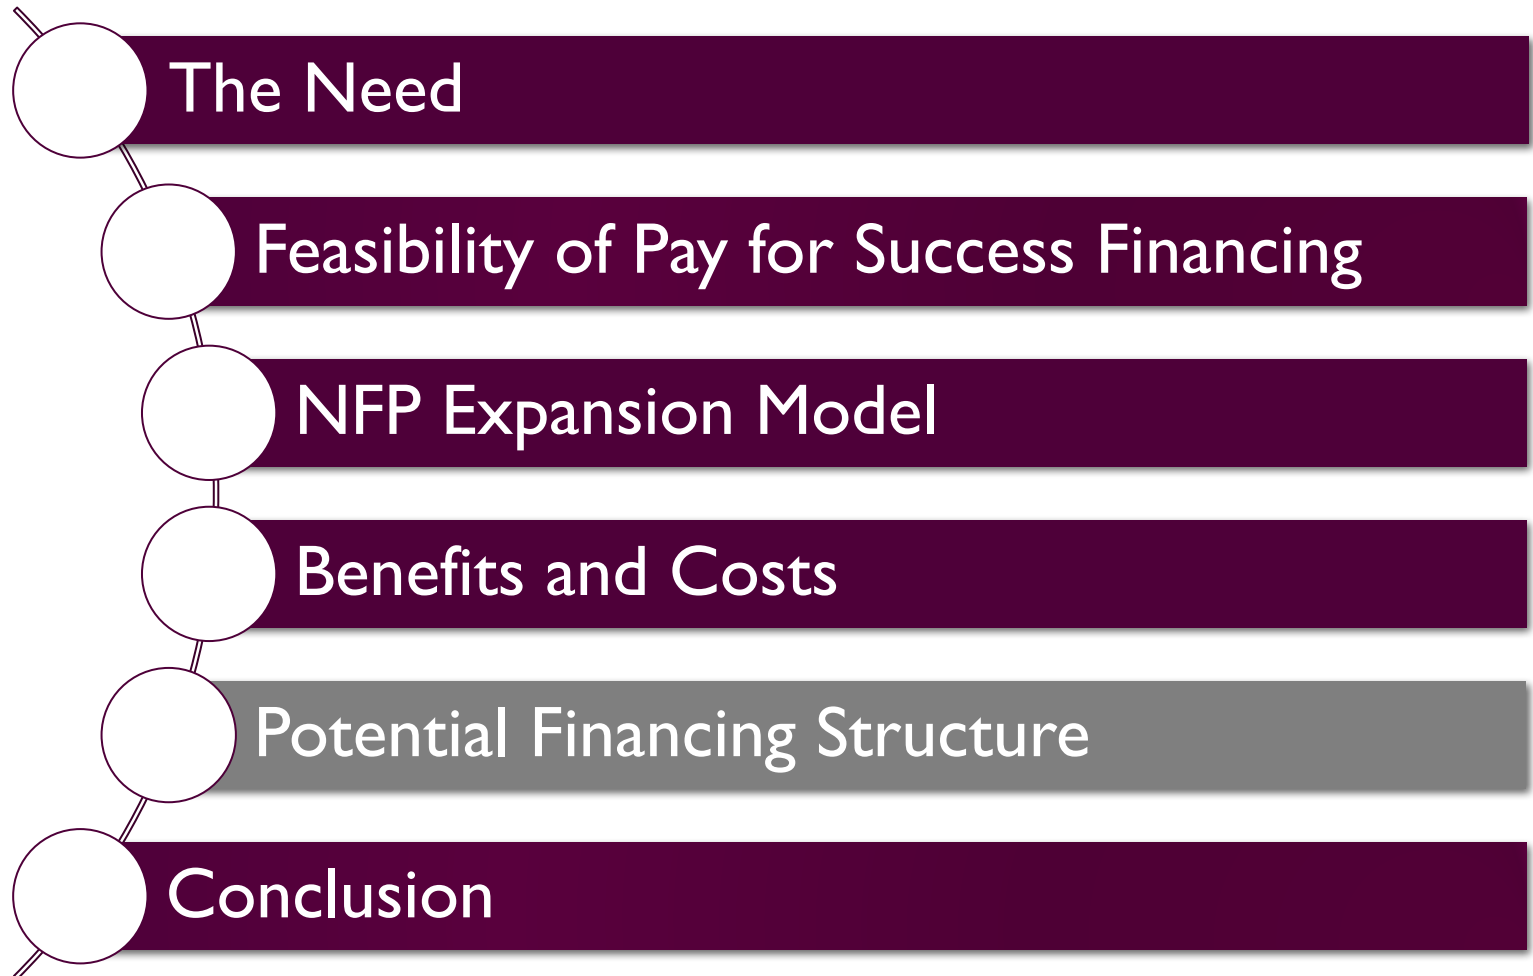 The Need
Feasibility of Pay for Success Financing
NFP Expansion Model
Benefits and Costs
Potential Financing Structure
Conclusion